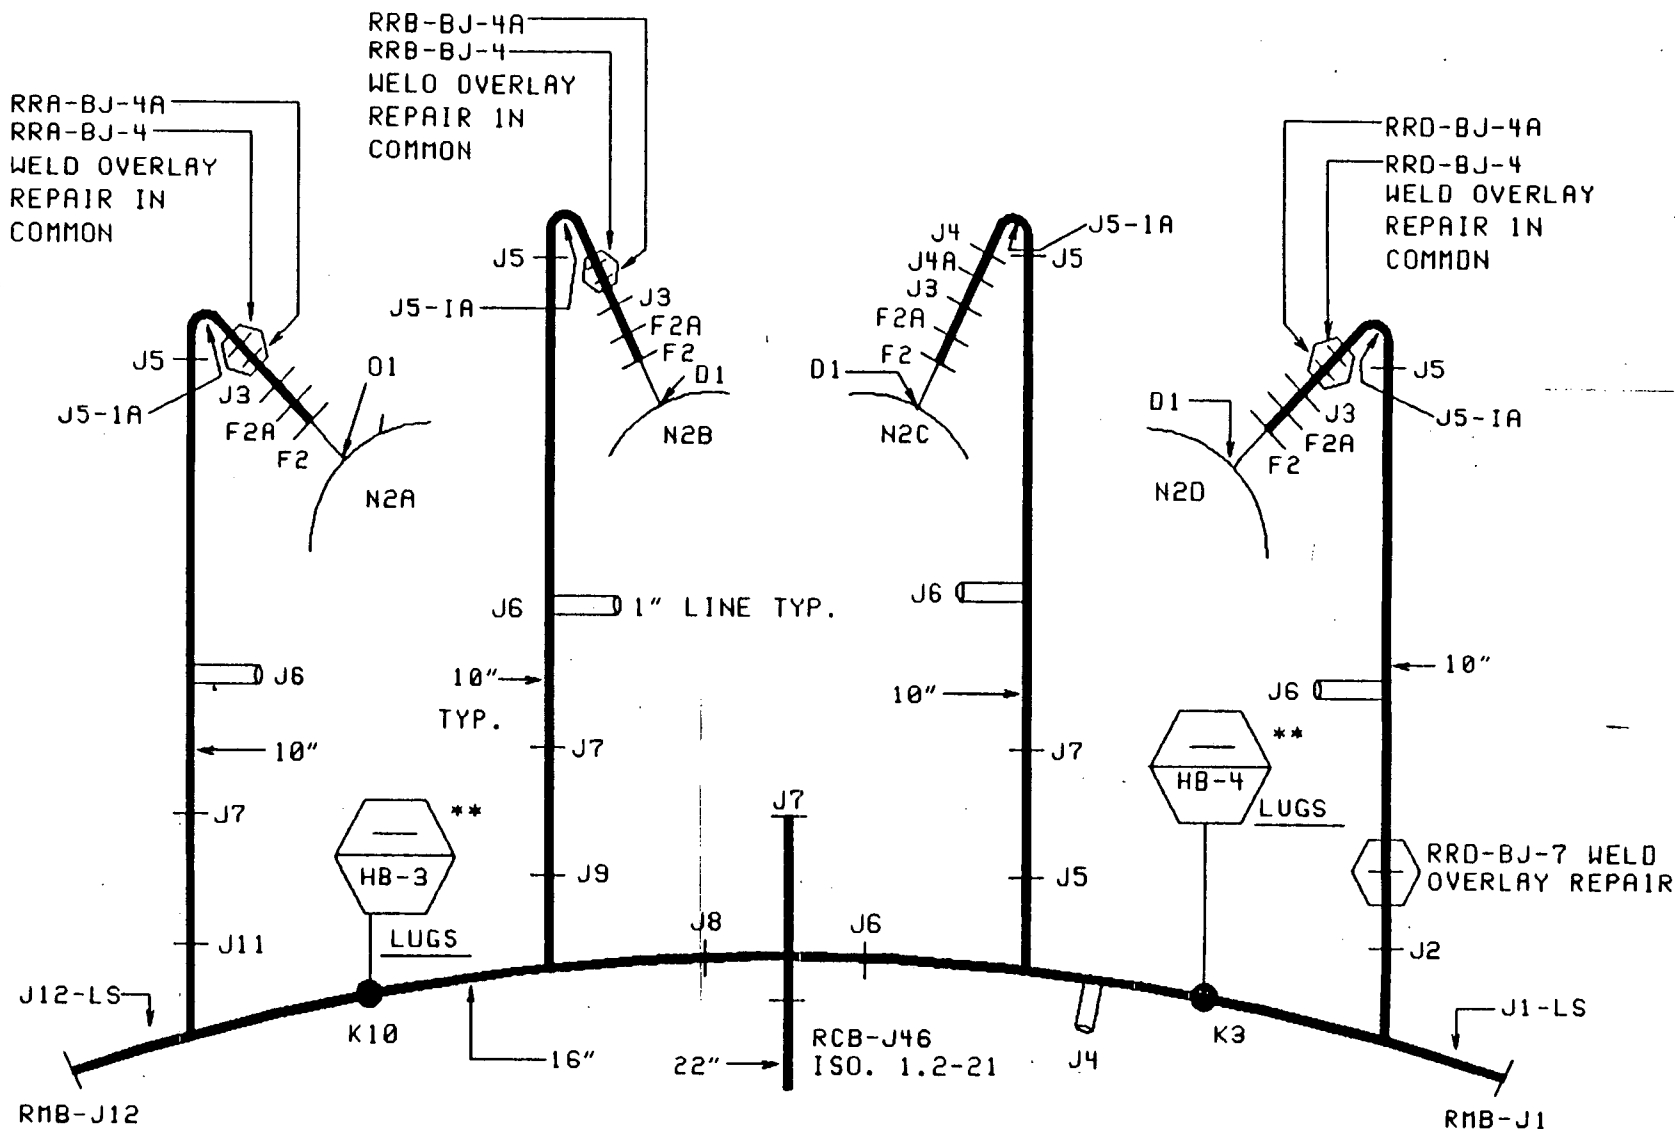 RRB-BJ-4A
RRB-BJ-4
WELO OVERLAY
REPAIR 1N
COMMON
RRA-BJ-4A
RRA-BJ-4
WELD OVERLAY
REPAIR IN
COMMON
RRD-BJ-4A
RRD-BJ-4
WELD OVERLAY
REPAIR 1N
COMMON
J5
J5-1A
J3
F2A
F2
O1
N2A
J5
J5-IA
J3
F2A
F2
D1
N2B
J4
J4A
J3
F2A
F2
D1
N2C
J5-1A
J5
D1
J3
F2A
F2
N2D
J5
J5-IA
J6
1" LINE TYP.
J6
J6
J6
10"
TYP.
10"
10"
10"
J7
J7
J7
J7
**
HB-4
LUGS
**
HB-3
LUGS
RRD-BJ-7 WELD
OVERLAY REPAIR
J9
J5
J11
J8
J6
J2
J12-LS
J1-LS
K10
16"
22"
RCB-J46
ISO. 1.2-21
J4
K3
RMB-J12
RMB-J1